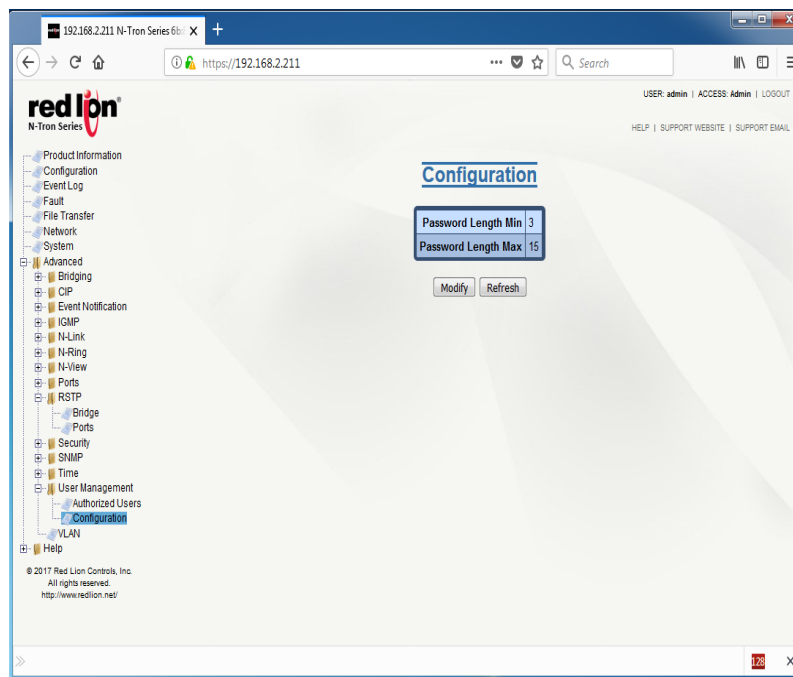 192.168.2.211 N-Tron Series
https://192.168.2.211
Search
USER: admin | ACCESS: Admin | LOGOUT
red lion®
N-Tron Series
HELP | SUPPORT WEBSITE | SUPPORT EMAIL
Product Information
Configuration
Event Log
Fault
File Transfer
Network
System
Advanced
Bridging
CIP
Event Notification
IGMP
N-Link
N-Ring
N-View
Ports
RSTP
Bridge
Ports
Security
SNMP
Time
User Management
Authorized Users
Configuration
VLAN
Help
© 2017 Red Lion Controls, Inc.
All rights reserved.
http://www.redlion.net/
Configuration
Password Length Min 3
Password Length Max 15
Modify Refresh
128